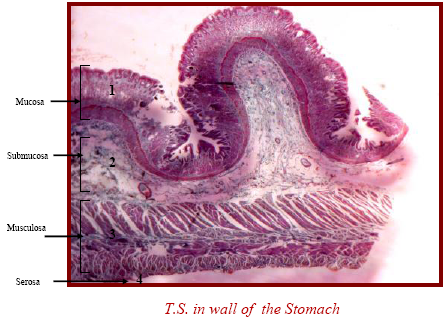 1
Mucosa
Submucosa
2
Musculosa
3
Serosa
4
T.S. in wall of the Stomach